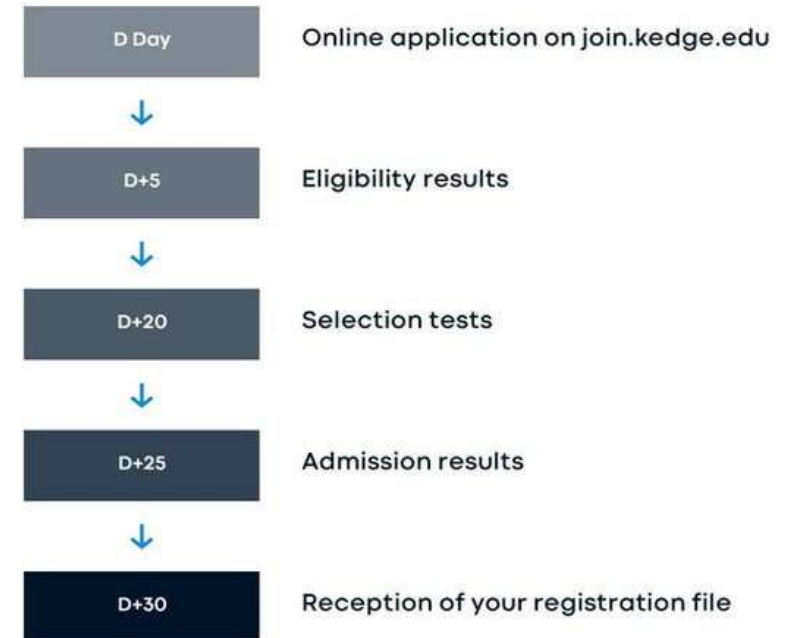 D Day
Online application on join.kedge.edu
D+5
Eligibility results
D+20
Selection tests
D+25
Admission results
D+30
Reception of your registration file